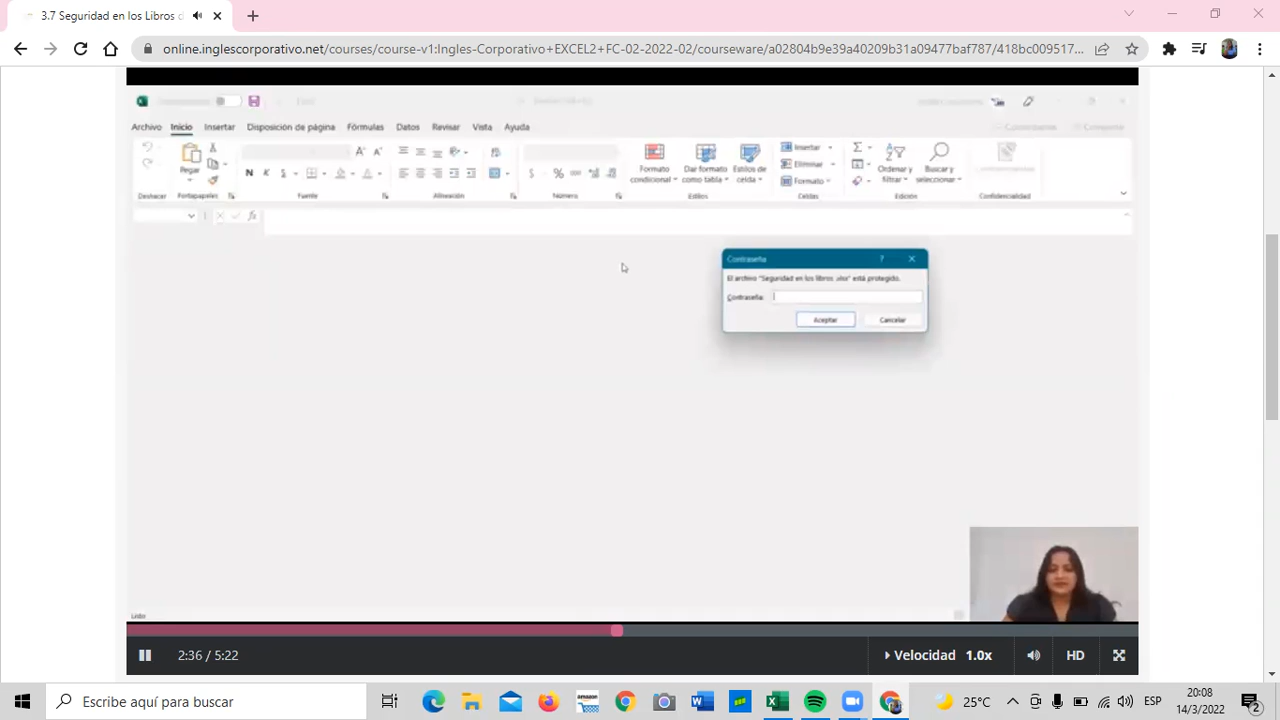 3.7 Seguridad en los Libros d
online.inglescorporativo.net/courses/course-v1:Ingles-Corporativo+EXCEL2+FC-02-2022-02/courseware/a02804b9e39a40209b31a09477baf787/418bc009517...
Archivo Inicio Insertar Disposición de página Fórmulas Datos Revisar Vista Ayuda
Pegar
N K S
Formato condicional
Dar formato como tabla
Estilos de celda
Insertar
Eliminar
Formato
Ordenar y filtrar
Buscar y seleccionar
Deshacer Portapapeles Fuente Alineación Número Estilos Celdas Edición Confidencialidad
Contraseña
El archivo "Seguridad en los libros .xlsx" está protegido.
Contraseña:
Aceptar Cancelar
Listo
2:36 / 5:22
Velocidad 1.0x
HD
Escribe aquí para buscar
amazon
25°C
ESP
20:08
14/3/2022
2